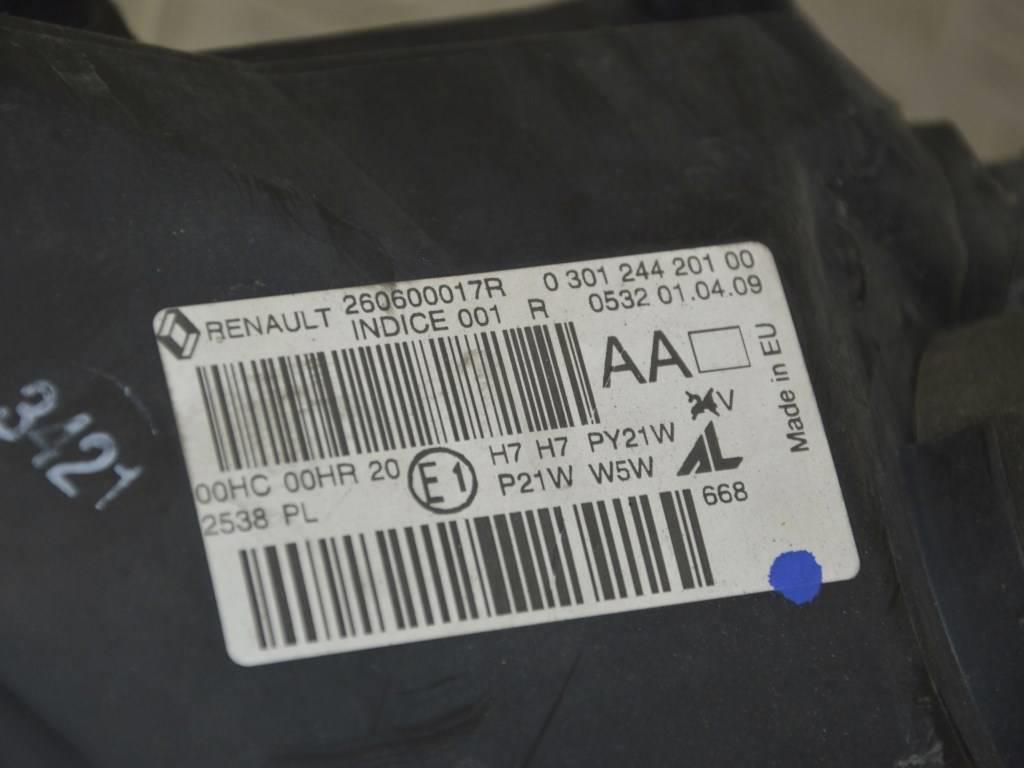 RENAULT 260600017R 0 301 244 201 00
INDICE 001 R 0532 01.04.09
AA
Made in EU
V
00HC 00HR 20 E1 H7 H7 PY21W AL
2538 PL P21W W5W 668
3421